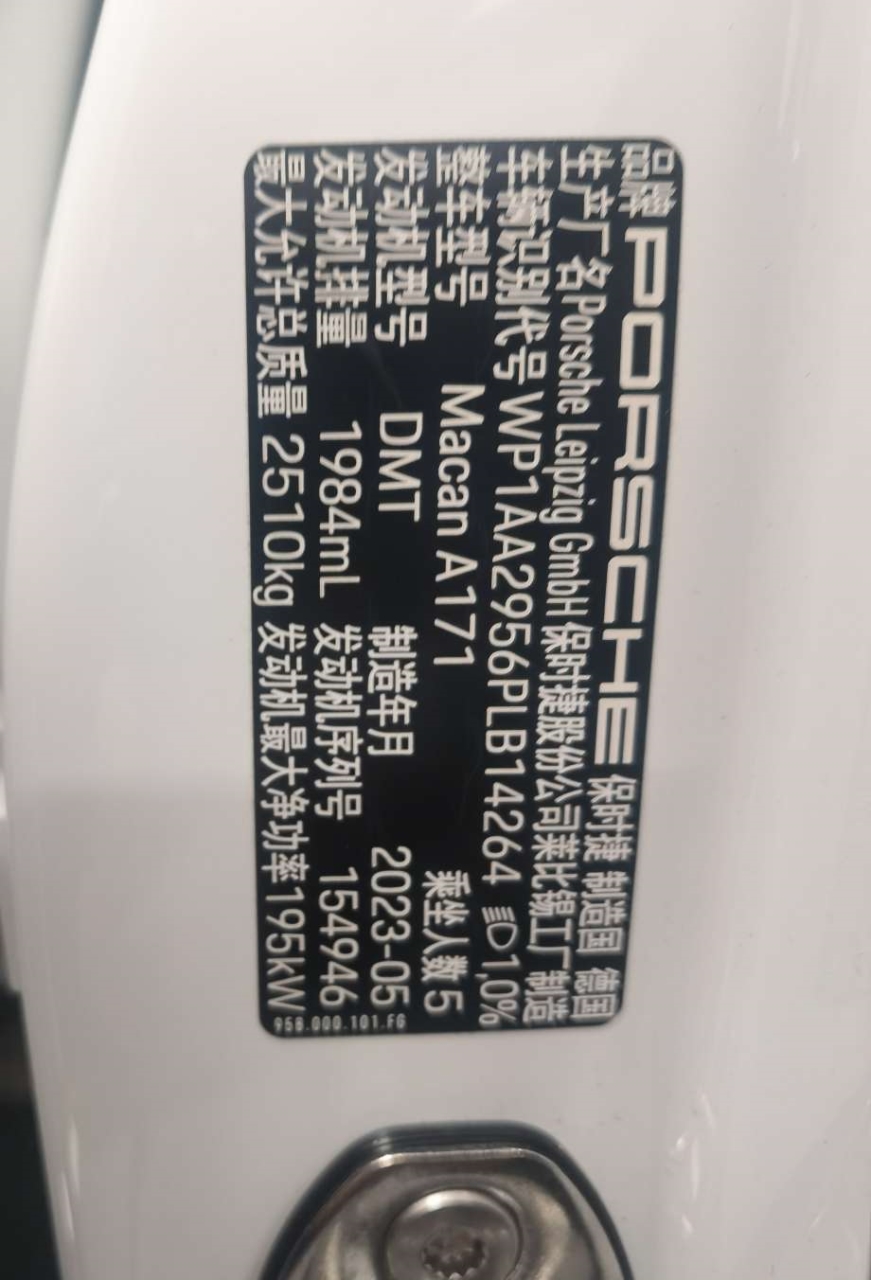 品牌 PORSCHE 保时捷 制造国 德国
生产厂名Porsche Leipzig GmbH 保时捷股份公司莱比锡工厂制造
车辆识别代号 WP1AA2956PLB14264 1,0%
整车型号 Macan A171 乘坐人数 5
发动机型号 DMT 制造年月 2023-05
发动机排量 1984mL 发动机序列号 154946
最大允许总质量 2510kg 发动机最大净功率195kW
958.000.101.FG